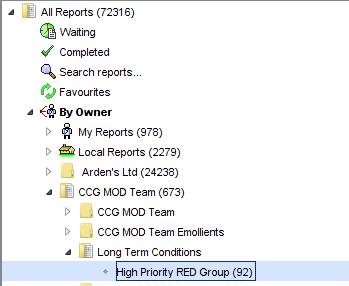 All Reports (72316)
Waiting
Completed
Search reports...
Favourites
By Owner
My Reports (978)
Local Reports (2279)
Arden's Ltd (24238)
CCG MOD Team (673)
CCG MOD Team
CCG MOD Team Emollients
Long Term Conditions
High Priority RED Group (92)